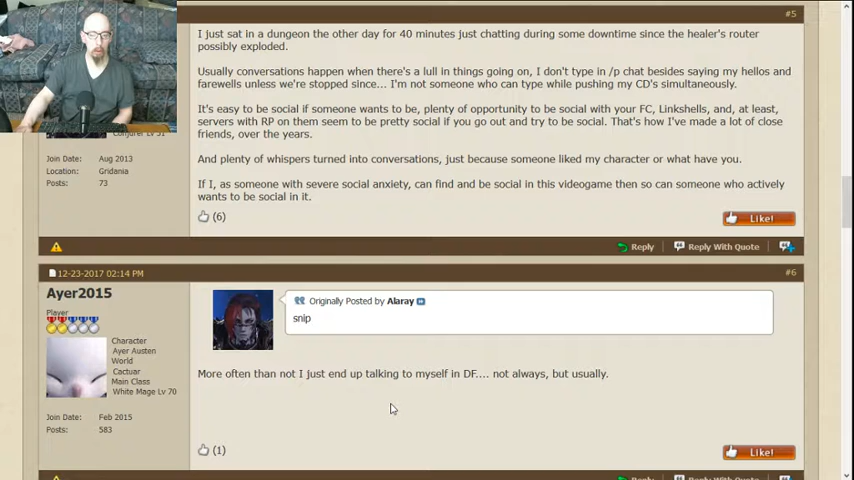 #5
I just sat in a dungeon the other day for 40 minutes just chatting during some downtime since the healer's router
possibly exploded.
Usually conversations happen when there's a lull in things going on, I don't type in /p chat besides saying my hellos and
farewells unless we're stopped since... I'm not someone who can type while pushing my CD's simultaneously.
It's easy to be social if someone wants to be, plenty of opportunity to be social with your FC, Linkshells, and, at least,
servers with RP on them seem to be pretty social if you go out and try to be social. That's how I've made a lot of close
friends, over the years.
And plenty of whispers turned into conversations, just because someone liked my character or what have you.
If I, as someone with severe social anxiety, can find and be social in this videogame then so can someone who actively
wants to be social in it.
Conjurer Lv 51
Join Date: Aug 2013
Location: Gridania
Posts: 73
(6)
Like!
Reply
Reply With Quote
12-23-2017 02:14 PM
#6
Ayer2015
Player
Character
Ayer Austen
World
Cactuar
Main Class
White Mage Lv 70
Join Date: Feb 2015
Posts: 583
Originally Posted by Alaray
snip
More often than not I just end up talking to myself in DF.... not always, but usually.
(1)
Like!
Reply
Reply With Quote